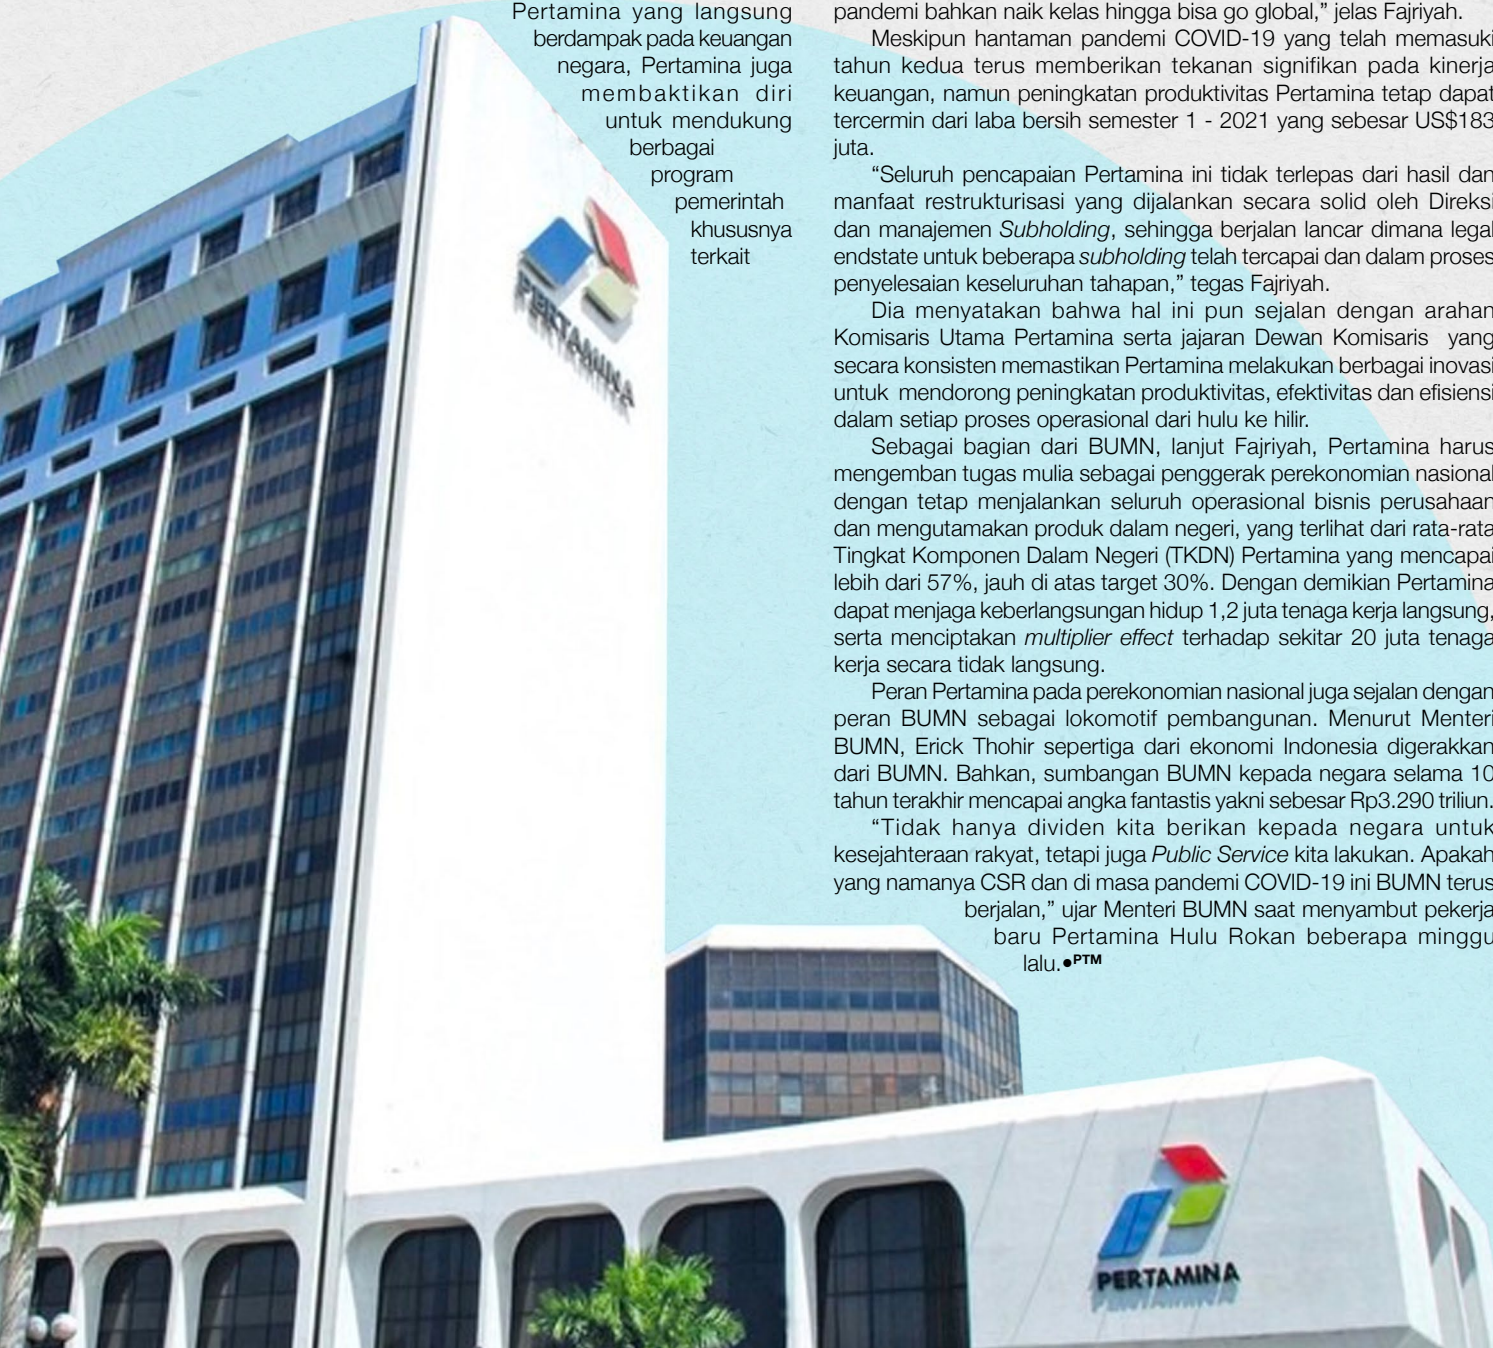 Pertamina yang langsung
berdampak pada keuangan
negara, Pertamina juga
membaktikan diri
untuk mendukung
berbagai
program
pemerintah
khususnya
terkait
pandemi bahkan naik kelas hingga bisa go global,” jelas Fajriyah.
Meskipun hantaman pandemi COVID-19 yang telah memasuki
tahun kedua terus memberikan tekanan signifikan pada kinerja
keuangan, namun peningkatan produktivitas Pertamina tetap dapat
tercermin dari laba bersih semester 1 - 2021 yang sebesar US$183
juta.
“Seluruh pencapaian Pertamina ini tidak terlepas dari hasil dan
manfaat restrukturisasi yang dijalankan secara solid oleh Direksi
dan manajemen Subholding, sehingga berjalan lancar dimana legal
endstate untuk beberapa subholding telah tercapai dan dalam proses
penyelesaian keseluruhan tahapan,” tegas Fajriyah.
Dia menyatakan bahwa hal ini pun sejalan dengan arahan
Komisaris Utama Pertamina serta jajaran Dewan Komisaris yang
secara konsisten memastikan Pertamina melakukan berbagai inovasi
untuk mendorong peningkatan produktivitas, efektivitas dan efisiensi
dalam setiap proses operasional dari hulu ke hilir.
Sebagai bagian dari BUMN, lanjut Fajriyah, Pertamina harus
mengemban tugas mulia sebagai penggerak perekonomian nasional
dengan tetap menjalankan seluruh operasional bisnis perusahaan
dan mengutamakan produk dalam negeri, yang terlihat dari rata-rata
Tingkat Komponen Dalam Negeri (TKDN) Pertamina yang mencapai
lebih dari 57%, jauh di atas target 30%. Dengan demikian Pertamina
dapat menjaga keberlangsungan hidup 1,2 juta tenaga kerja langsung,
serta menciptakan multiplier effect terhadap sekitar 20 juta tenaga
kerja secara tidak langsung.
Peran Pertamina pada perekonomian nasional juga sejalan dengan
peran BUMN sebagai lokomotif pembangunan. Menurut Menteri
BUMN, Erick Thohir sepertiga dari ekonomi Indonesia digerakkan
dari BUMN. Bahkan, sumbangan BUMN kepada negara selama 10
tahun terakhir mencapai angka fantastis yakni sebesar Rp3.290 triliun.
“Tidak hanya dividen kita berikan kepada negara untuk
kesejahteraan rakyat, tetapi juga Public Service kita lakukan. Apakah
yang namanya CSR dan di masa pandemi COVID-19 ini BUMN terus
berjalan,” ujar Menteri BUMN saat menyambut pekerja
baru Pertamina Hulu Rokan beberapa minggu
lalu.●PTM
PERTAMINA
PERTAMINA